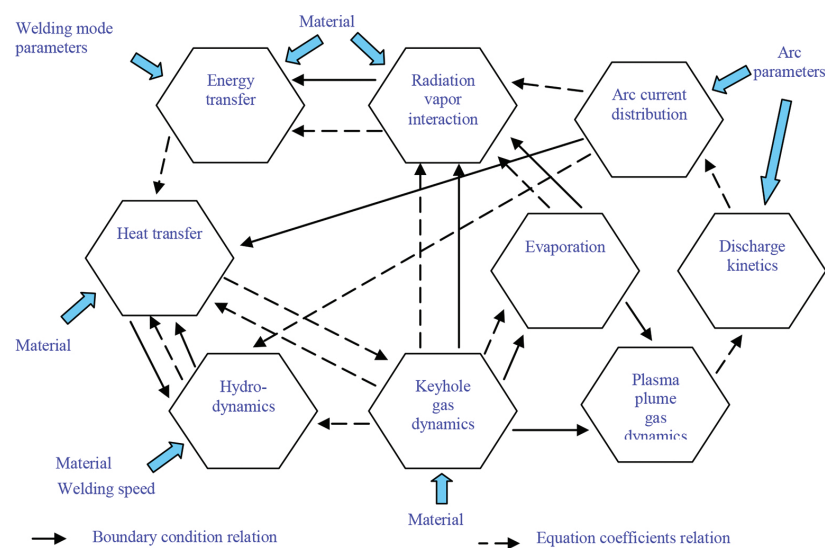 Welding mode
parameters
Material
Arc
parameters
Energy
transfer
Radiation
vapor
interaction
Arc current
distribution
Heat transfer
Evaporation
Discharge
kinetics
Material
Hydro-
dynamics
Keyhole
gas
dynamics
Plasma
plume
gas
dynamics
Material
Welding speed
Material
Boundary condition relation
Equation coefficients relation